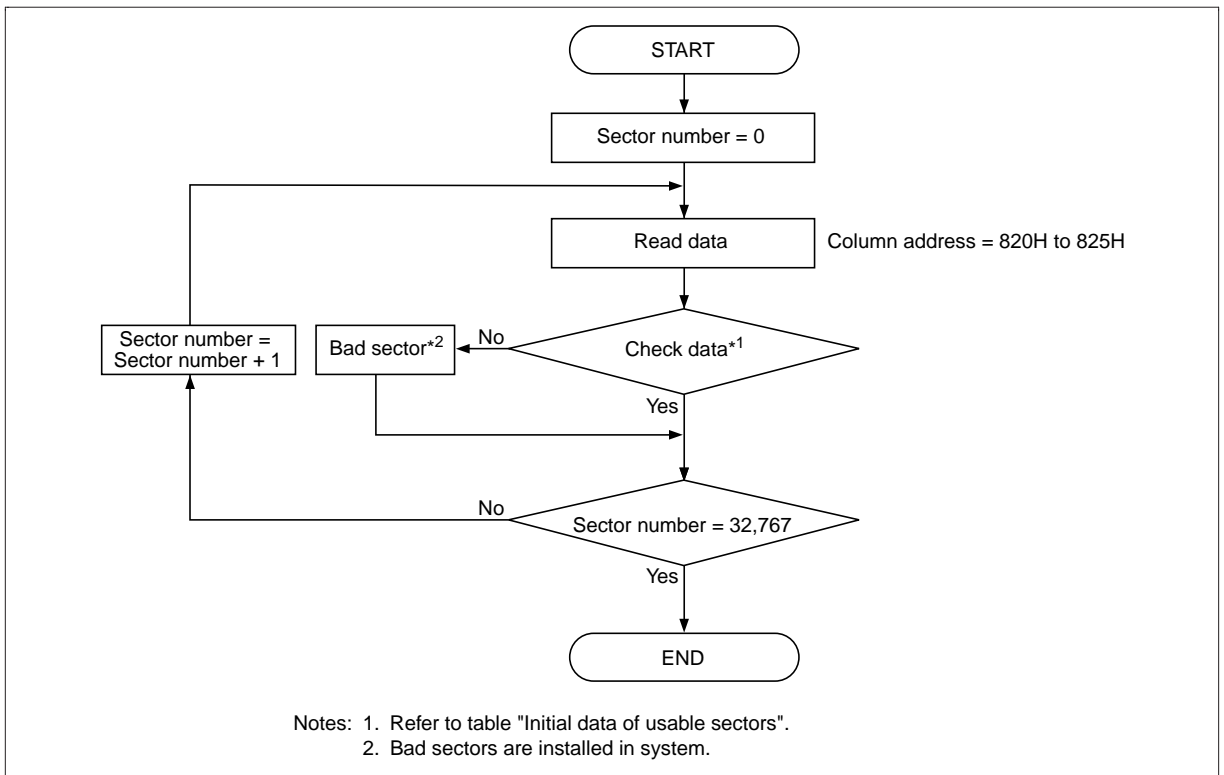 START
Sector number = 0
Read data
Column address = 820H to 825H
Sector number =
Sector number + 1
Bad sector*2
No
Check data*1
Yes
No
Sector number = 32,767
Yes
END
Notes: 1. Refer to table "Initial data of usable sectors".
2. Bad sectors are installed in system.